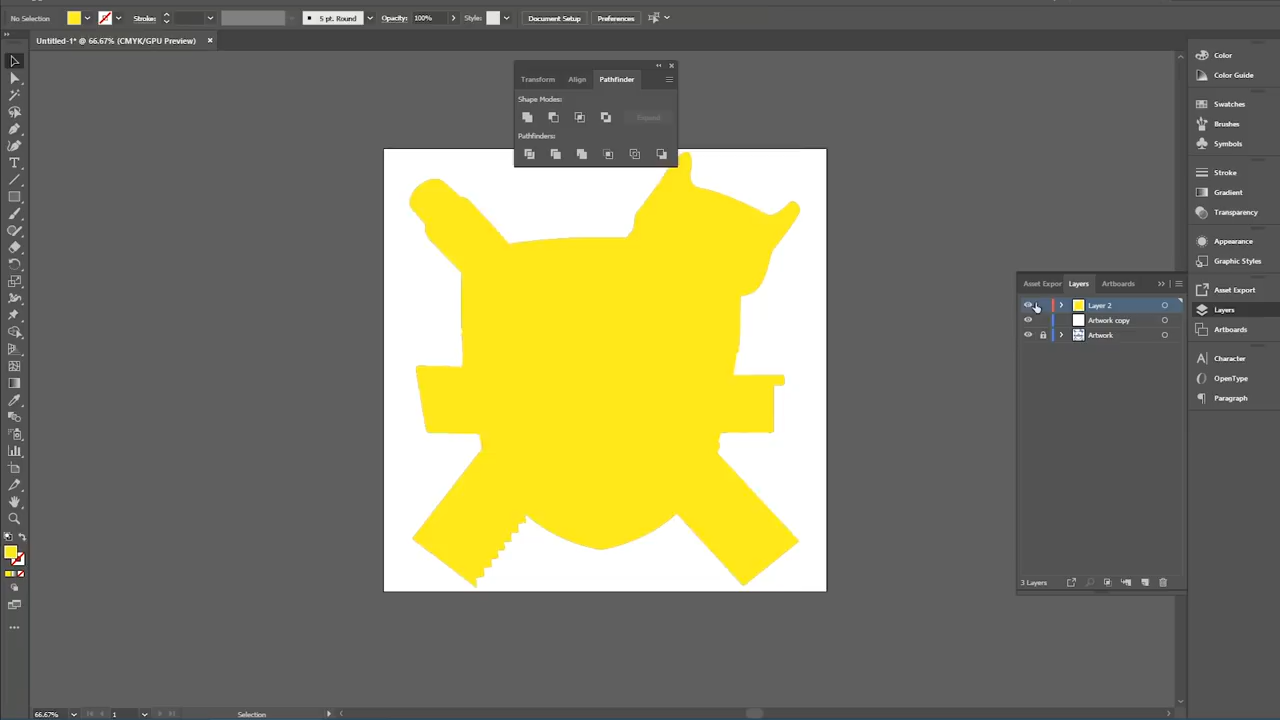 No Selection
Stroke:
5 pt. Round
Opacity:
100%
Style:
Document Setup
Preferences
Untitled-1* @ 66.67% (CMYK/GPU Preview)
Transform
Align
Pathfinder
Shape Modes:
Expand
Pathfinders:
Color
Color Guide
Swatches
Brushes
Symbols
Stroke
Gradient
Transparency
Appearance
Graphic Styles
Asset Export
Layers
Artboards
Character
OpenType
Paragraph
Asset Expor
Layers
Artboards
Layer 2
Artwork copy
Artwork
3 Layers
66.67%
1
Selection